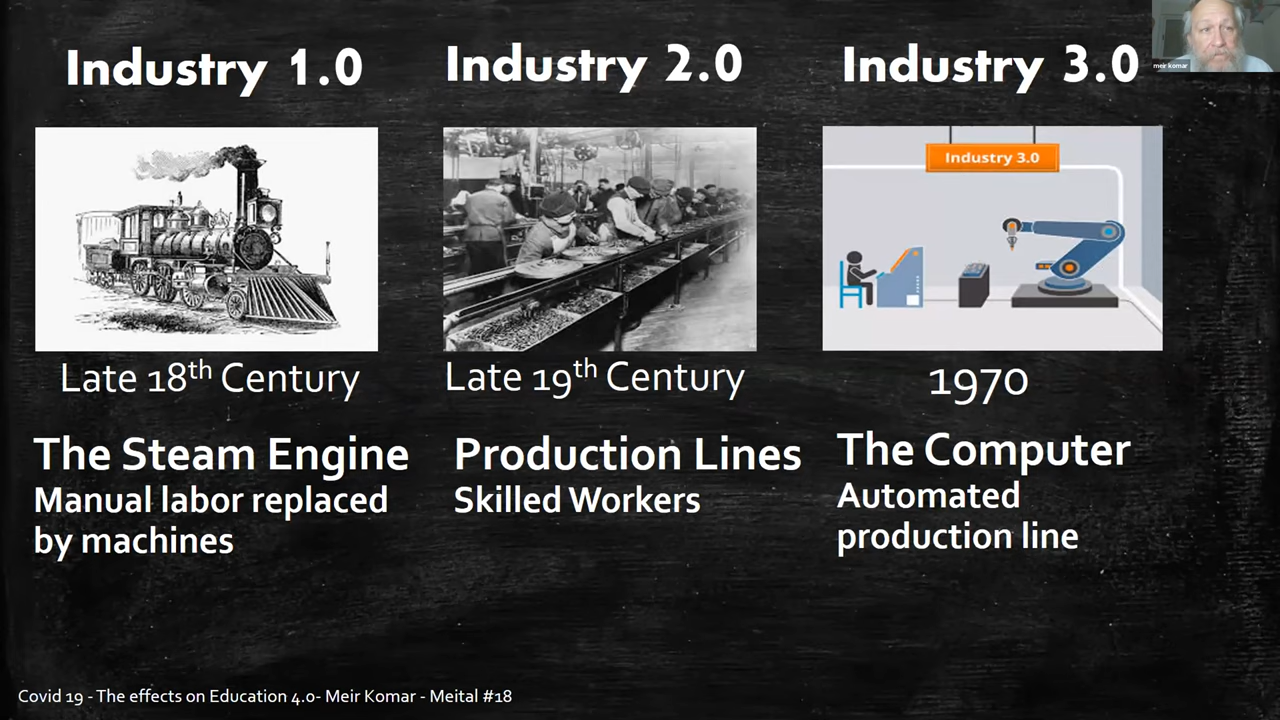 Industry 1.0
Industry 2.0
Industry 3.0
meir komar
Industry 3.0
Late 18th Century
Late 19th Century
1970
The Steam Engine
Manual labor replaced
by machines
Production Lines
Skilled Workers
The Computer
Automated
production line
Covid 19 - The effects on Education 4.0- Meir Komar - Meital #18